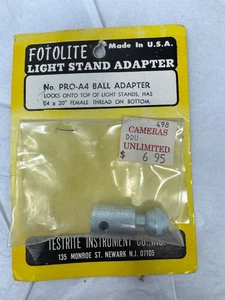 FOTOLITE
Made In U.S.A.
LIGHT STAND ADAPTER
No. PRO-A4 BALL ADAPTER
LOCKS ONTO TOP OF LIGHT STANDS, HAS
1/4 x 20" FEMALE THREAD ON BOTTOM.
498
CAMERAS
DDU
UNLIMITED
$ 6 95
TESTRITE INSTRUMENT CO., INC.
135 MONROE ST. NEWARK N.J. 07105